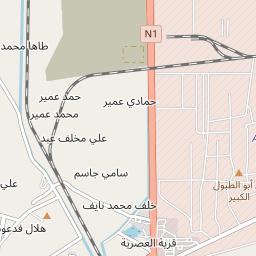 N1
طاها محمد
حمد عمير
حمادي عمير
محمد عمير
علي مخلف عبد
سامي جاسم
أبو الطبول
الكبير
علي
خلف محمد نايف
هلال فدعو
قرية العصرية